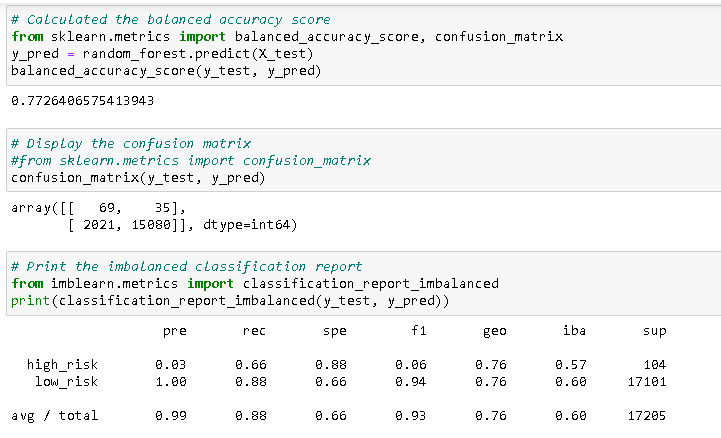 # Calculated the balanced accuracy score
from sklearn.metrics import balanced_accuracy_score, confusion_matrix
y_pred = random_forest.predict(X_test)
balanced_accuracy_score(y_test, y_pred)
0.7726406575413943
# Display the confusion matrix
#from sklearn.metrics import confusion_matrix
confusion_matrix(y_test, y_pred)
array([[   69,    35],
       [ 2021, 15080]], dtype=int64)
# Print the imbalanced classification report
from imblearn.metrics import classification_report_imbalanced
print(classification_report_imbalanced(y_test, y_pred))
pre rec spe f1 geo iba sup
high_risk 0.03 0.66 0.88 0.06 0.76 0.57 104
low_risk 1.00 0.88 0.66 0.94 0.76 0.60 17101
avg / total 0.99 0.88 0.66 0.93 0.76 0.60 17205